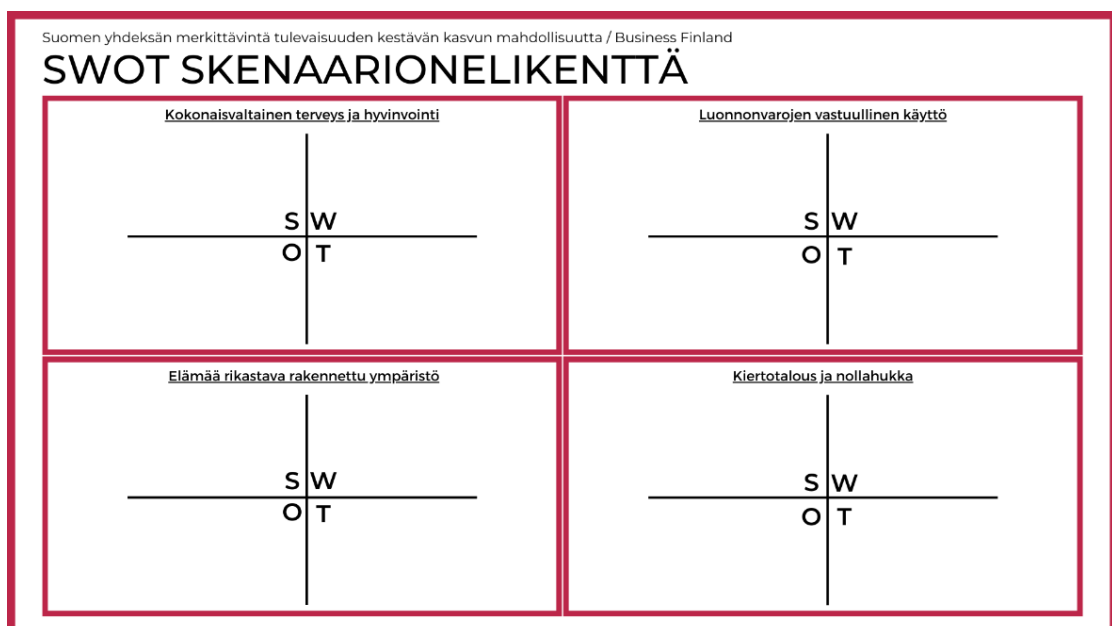 Suomen yhdeksän merkittävintä tulevaisuuden kestävän kasvun mahdollisuutta / Business Finland
SWOT SKENAARIONELIKENTTÄ
Kokonaisvaltainen terveys ja hyvinvointi
S W
O T
Luonnonvarojen vastuullinen käyttö
S W
O T
Elämää rikastava rakennettu ympäristö
S W
O T
Kiertotalous ja nollahukka
S W
O T